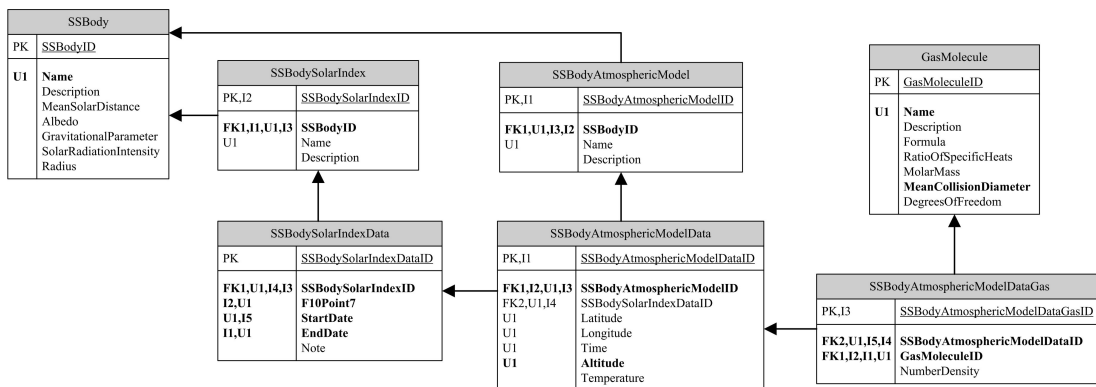 SSBody
PK SSBodyID
U1 Name
Description
MeanSolarDistance
Albedo
GravitationalParameter
SolarRadiationIntensity
Radius
SSBodySolarIndex
PK,I2 SSBodySolarIndexID
FK1,I1,U1,I3 SSBodyID
U1 Name
Description
SSBodyAtmosphericModel
PK,I1 SSBodyAtmosphericModelID
FK1,U1,I3,I2 SSBodyID
U1 Name
Description
GasMolecule
PK GasMoleculeID
U1 Name
Description
Formula
RatioOfSpecificHeats
MolarMass
MeanCollisionDiameter
DegreesOfFreedom
SSBodySolarIndexData
PK SSBodySolarIndexDataID
FK1,U1,I4,I3 SSBodySolarIndexID
I2,U1 F10Point7
U1,I5 StartDate
I1,U1 EndDate
Note
SSBodyAtmosphericModelData
PK,I1 SSBodyAtmosphericModelDataID
FK1,I2,U1,I3 SSBodyAtmosphericModelID
FK2,U1,I4 SSBodySolarIndexDataID
U1 Latitude
U1 Longitude
U1 Time
U1 Altitude
Temperature
SSBodyAtmosphericModelDataGas
PK,I3 SSBodyAtmosphericModelDataGasID
FK2,U1,I5,I4 SSBodyAtmosphericModelDataID
FK1,I2,I1,U1 GasMoleculeID
NumberDensity